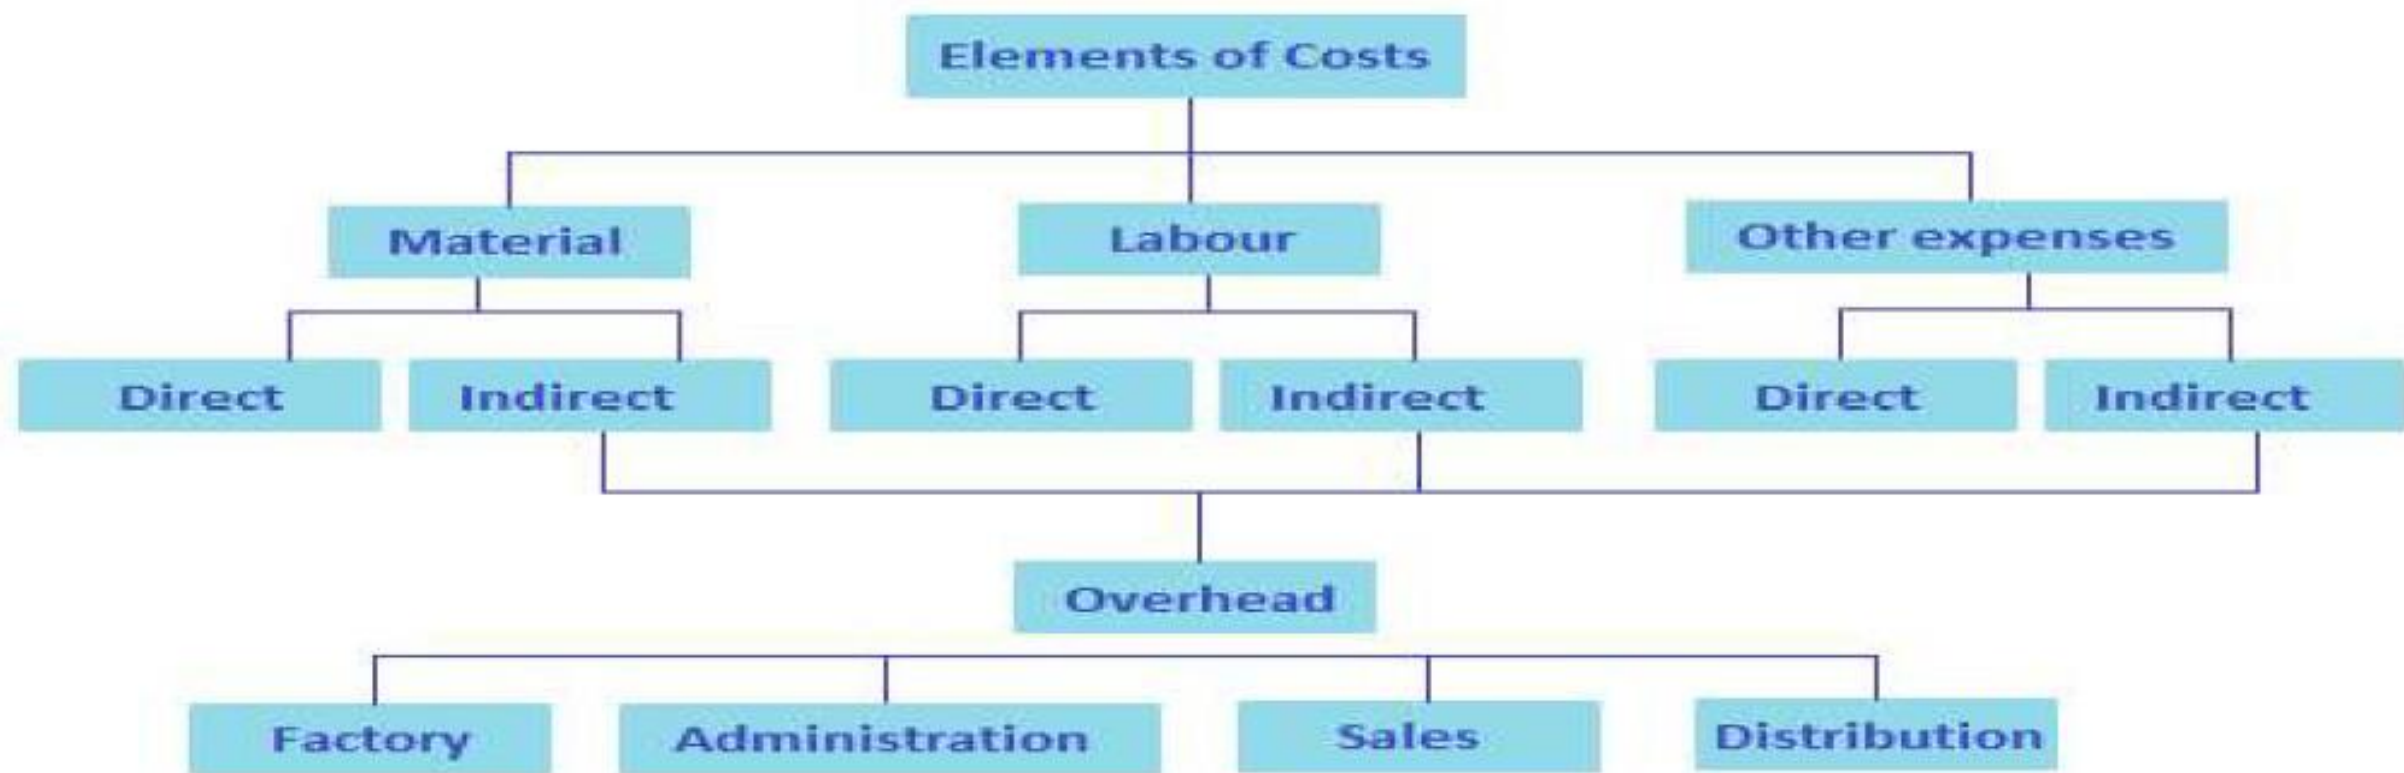 Elements of Costs
Material Labour Other expenses
Direct Indirect Direct Indirect Direct Indirect
Overhead
Factory Administration Sales Distribution